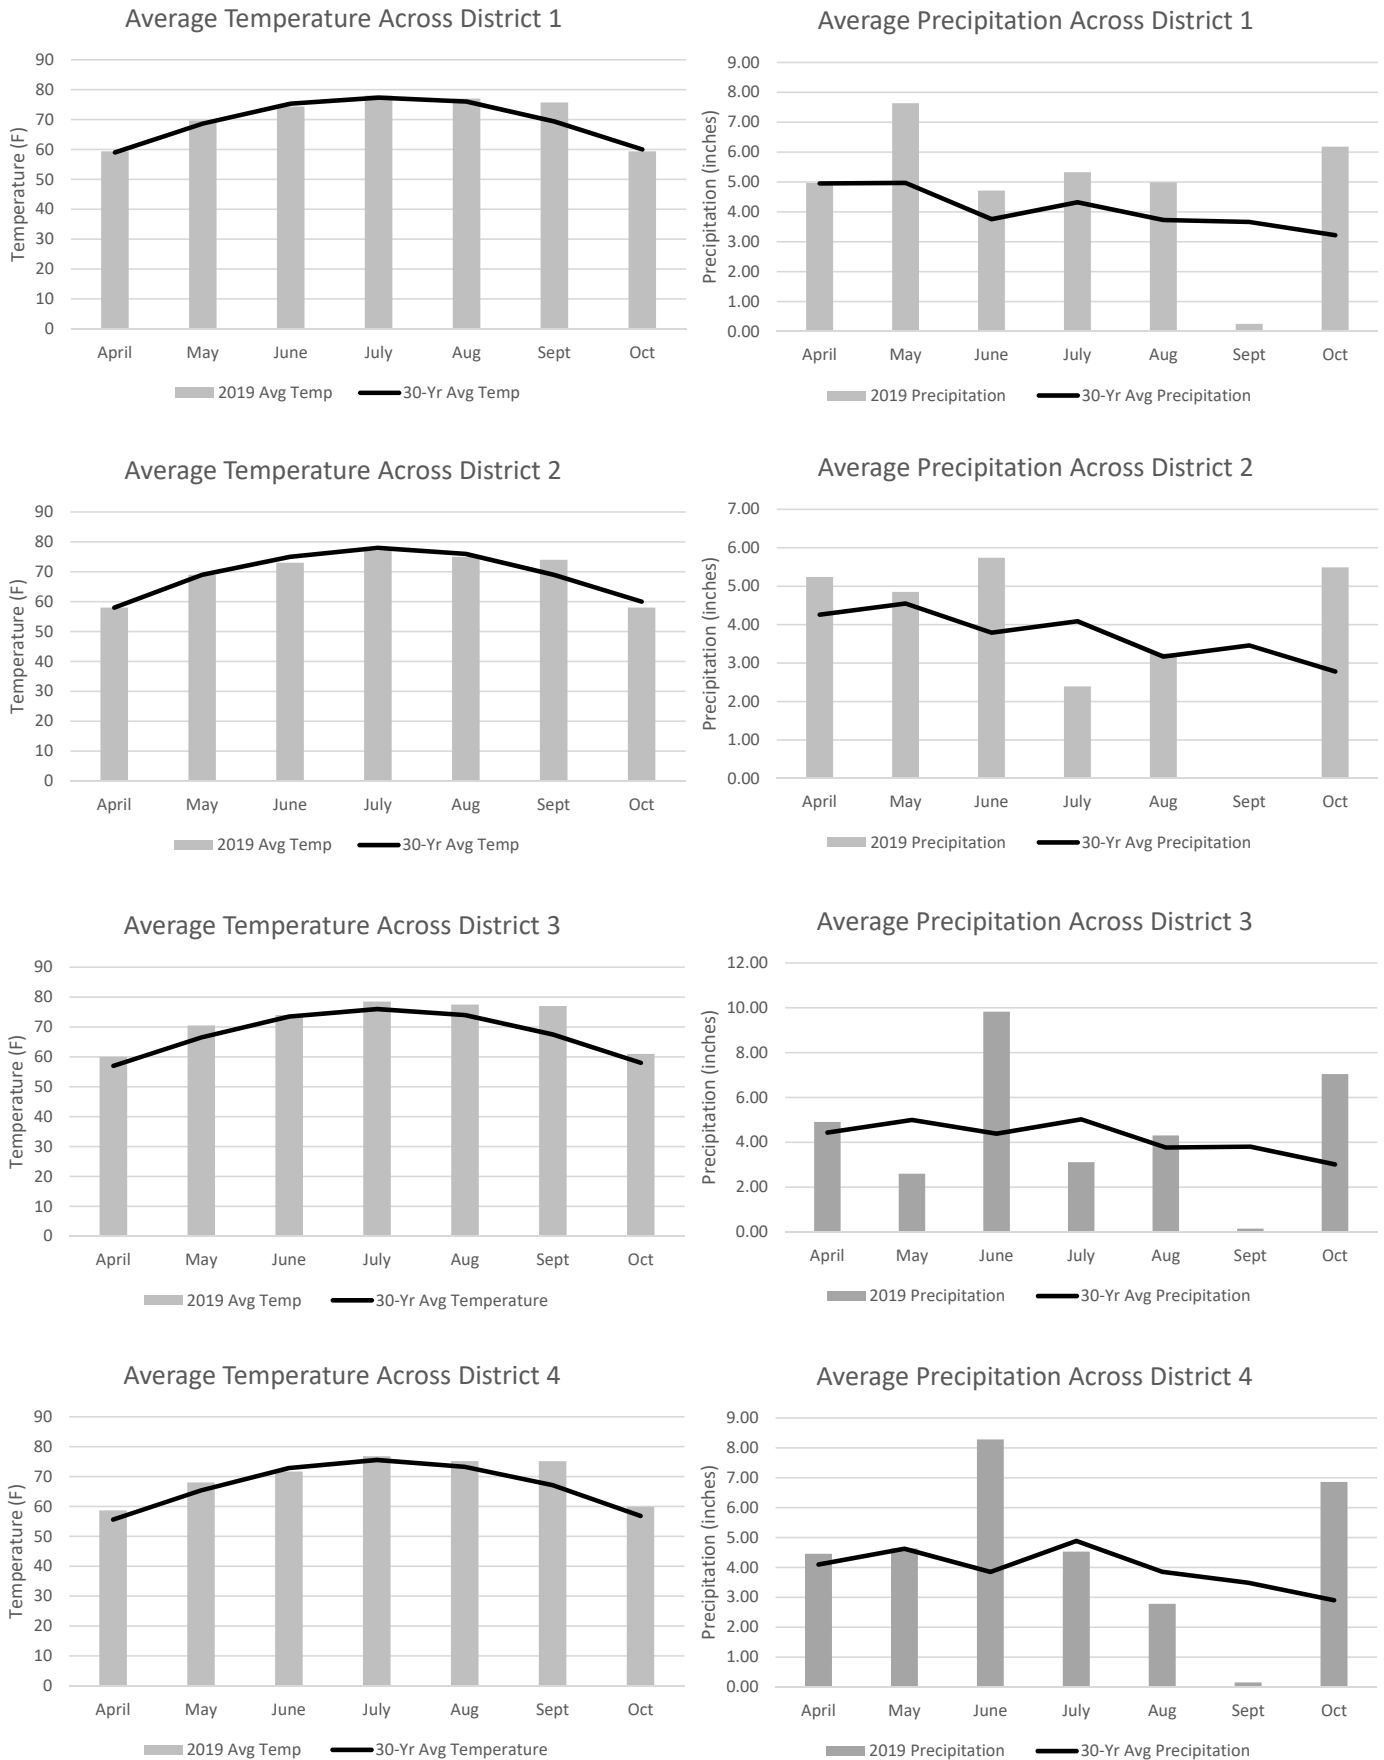 Average Temperature Across District 1
90
80
70
60
50
40
30
20
10
0
Temperature (F)
April May June July Aug Sept Oct
2019 Avg Temp 30-Yr Avg Temp
Average Precipitation Across District 1
9.00
8.00
7.00
6.00
5.00
4.00
3.00
2.00
1.00
0.00
Precipitation (inches)
April May June July Aug Sept Oct
2019 Precipitation 30-Yr Avg Precipitation
Average Temperature Across District 2
90
80
70
60
50
40
30
20
10
0
Temperature (F)
April May June July Aug Sept Oct
2019 Avg Temp 30-Yr Avg Temp
Average Precipitation Across District 2
7.00
6.00
5.00
4.00
3.00
2.00
1.00
0.00
Precipitation (inches)
April May June July Aug Sept Oct
2019 Precipitation 30-Yr Avg Precipitation
Average Temperature Across District 3
90
80
70
60
50
40
30
20
10
0
Temperature (F)
April May June July Aug Sept Oct
2019 Avg Temp 30-Yr Avg Temperature
Average Precipitation Across District 3
12.00
10.00
8.00
6.00
4.00
2.00
0.00
Precipitation (inches)
April May June July Aug Sept Oct
2019 Precipitation 30-Yr Avg Precipitation
Average Temperature Across District 4
90
80
70
60
50
40
30
20
10
0
Temperature (F)
April May June July Aug Sept Oct
2019 Avg Temp 30-Yr Avg Temperature
Average Precipitation Across District 4
9.00
8.00
7.00
6.00
5.00
4.00
3.00
2.00
1.00
0.00
Precipitation (inches)
April May June July Aug Sept Oct
2019 Precipitation 30-Yr Avg Precipitation